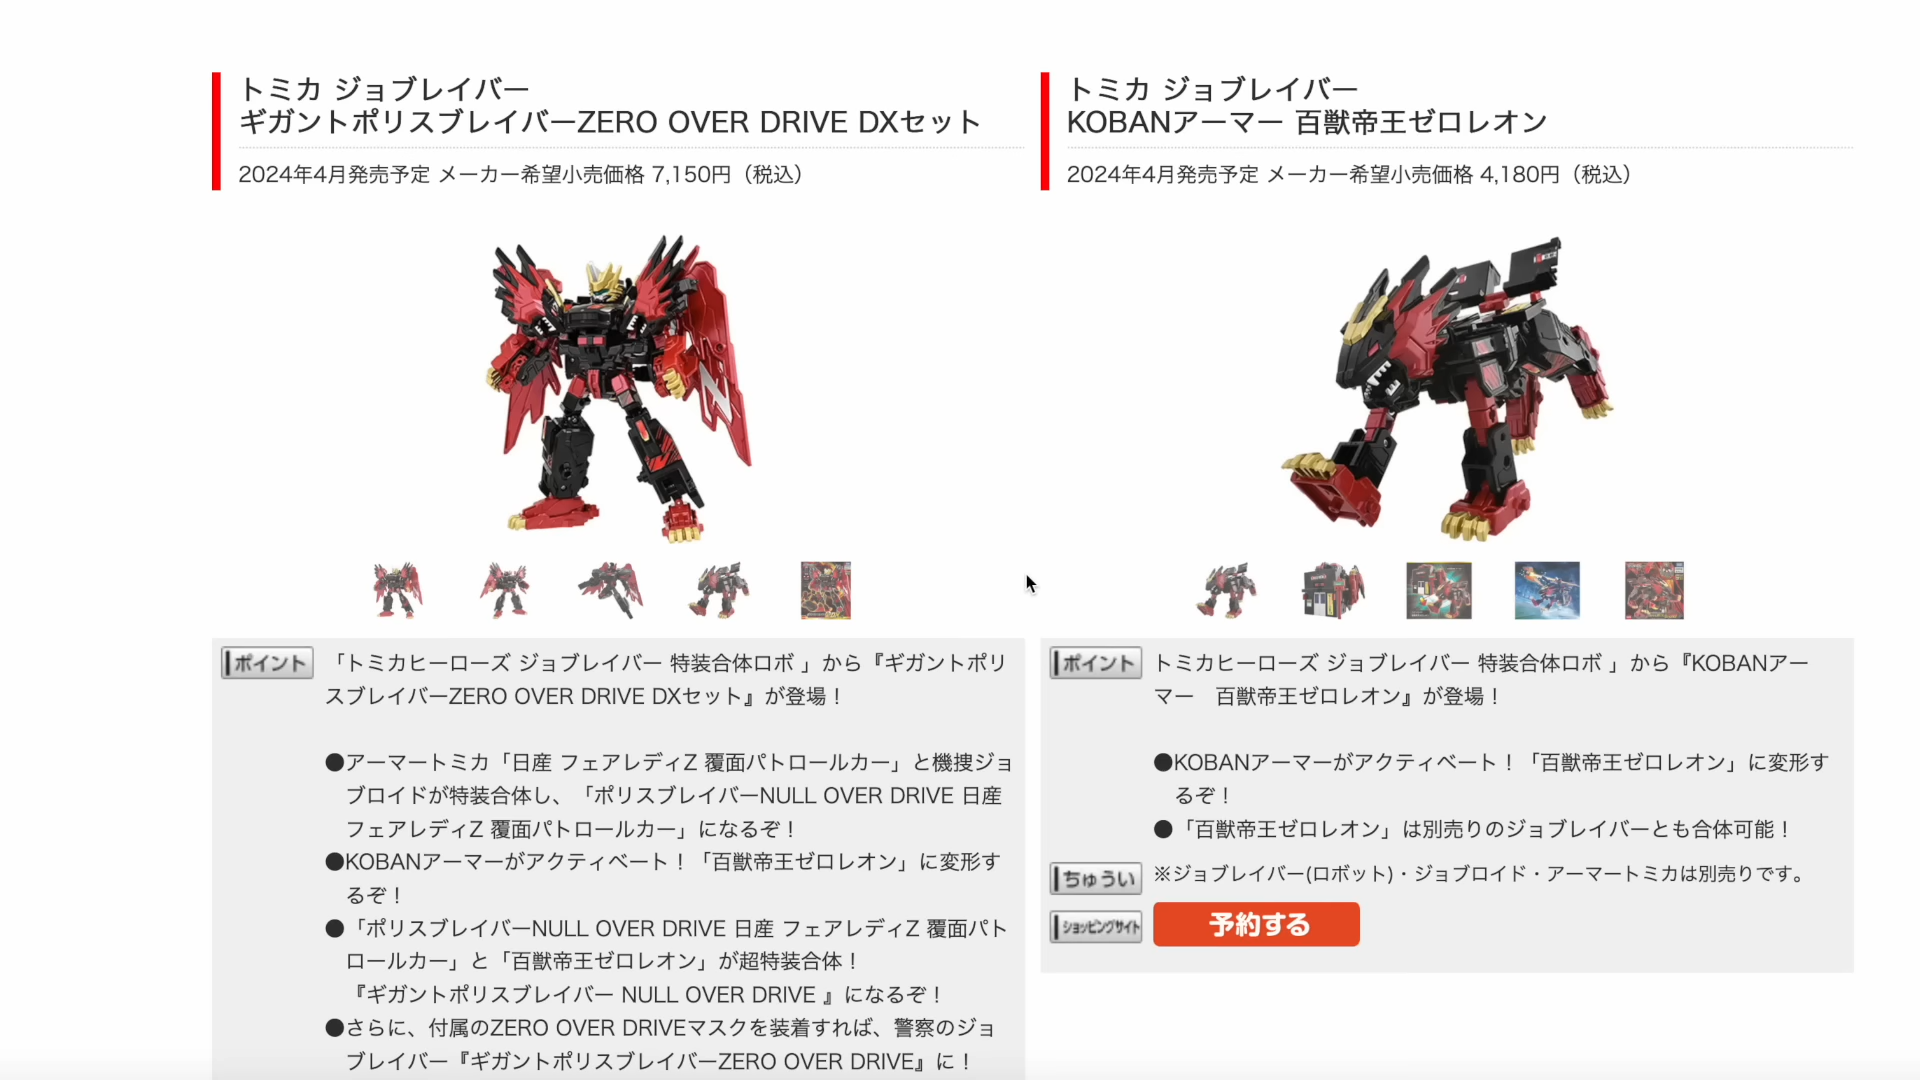 トミカ ジョブレイバー
ギガントポリスブレイバーZERO OVER DRIVE DXセット
2024年4月発売予定 メーカー希望小売価格 7,150円（税込）
ポイント
「トミカヒーローズ ジョブレイバー 特装合体ロボ 」から『ギガントポリ
スブレイバーZERO OVER DRIVE DXセット』が登場！
●アーマートミカ「日産 フェアレディZ 覆面パトロールカー」と機捜ジョ
ブロイドが特装合体し、「ポリスブレイバーNULL OVER DRIVE 日産
フェアレディZ 覆面パトロールカー」になるぞ！
●KOBANアーマーがアクティベート！「百獣帝王ゼロレオン」に変形す
るぞ！
●「ポリスブレイバーNULL OVER DRIVE 日産 フェアレディZ 覆面パト
ロールカー」と「百獣帝王ゼロレオン」が超特装合体！
『ギガントポリスブレイバー NULL OVER DRIVE 』になるぞ！
●さらに、付属のZERO OVER DRIVEマスクを装着すれば、警察のジョ
ブレイバー『ギガントポリスブレイバーZERO OVER DRIVE』に！
トミカ ジョブレイバー
KOBANアーマー 百獣帝王ゼロレオン
2024年4月発売予定 メーカー希望小売価格 4,180円（税込）
ポイント
トミカヒーローズ ジョブレイバー 特装合体ロボ 」から『KOBANアー
マー　百獣帝王ゼロレオン』が登場！
●KOBANアーマーがアクティベート！「百獣帝王ゼロレオン」に変形す
るぞ！
●「百獣帝王ゼロレオン」は別売りのジョブレイバーとも合体可能！
ちゅうい
※ジョブレイバー(ロボット)・ジョブロイド・アーマートミカは別売りです。
ショッピングサイト
予約する